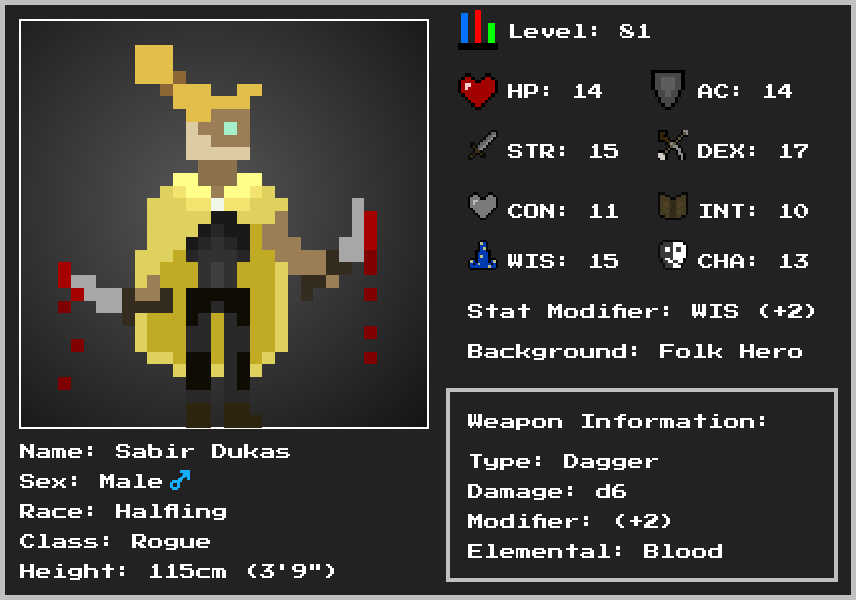 Level: 81
HP: 14 AC: 14
STR: 15 DEX: 17
CON: 11 INT: 10
WIS: 15 CHA: 13
Stat Modifier: WIS (+2)
Background: Folk Hero
Weapon Information:
Type: Dagger
Damage: d6
Modifier: (+2)
Elemental: Blood
Name: Sabir Dukas
Sex: Male ♂
Race: Halfling
Class: Rogue
Height: 115cm (3'9")